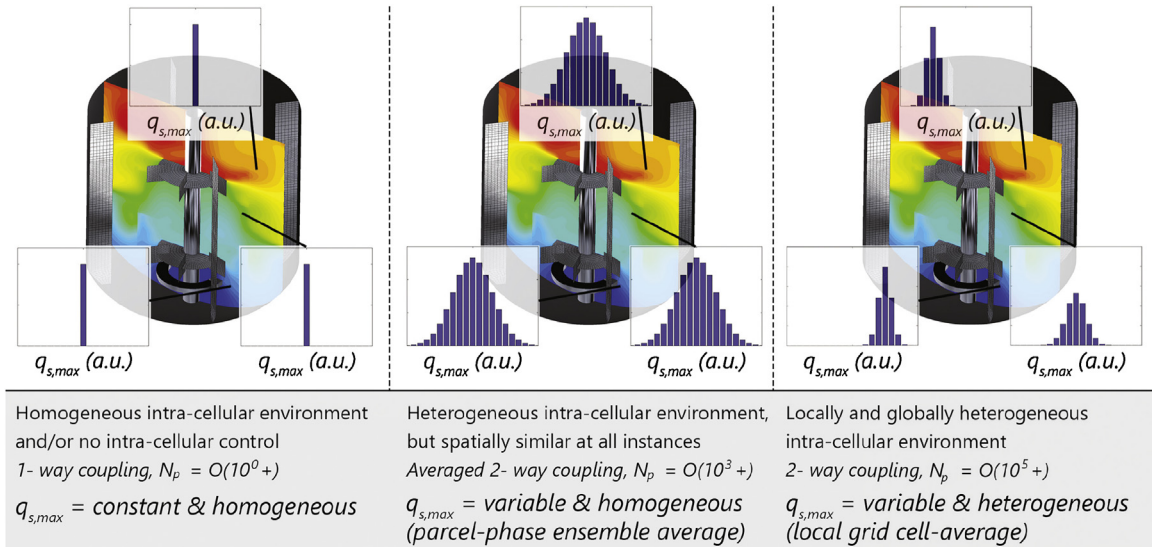 q_s,max (a.u.)
q_s,max (a.u.)
q_s,max (a.u.)
Homogeneous intra-cellular environment
and/or no intra-cellular control
1- way coupling, N_p = O(10^0 +)
q_s,max = constant & homogeneous
q_s,max (a.u.)
q_s,max (a.u.)
q_s,max (a.u.)
Heterogeneous intra-cellular environment,
but spatially similar at all instances
Averaged 2- way coupling, N_p = O(10^3 +)
q_s,max = variable & homogeneous
(parcel-phase ensemble average)
q_s,max (a.u.)
q_s,max (a.u.)
q_s,max (a.u.)
Locally and globally heterogeneous
intra-cellular environment
2- way coupling, N_p = O(10^5 +)
q_s,max = variable & heterogeneous
(local grid cell-average)